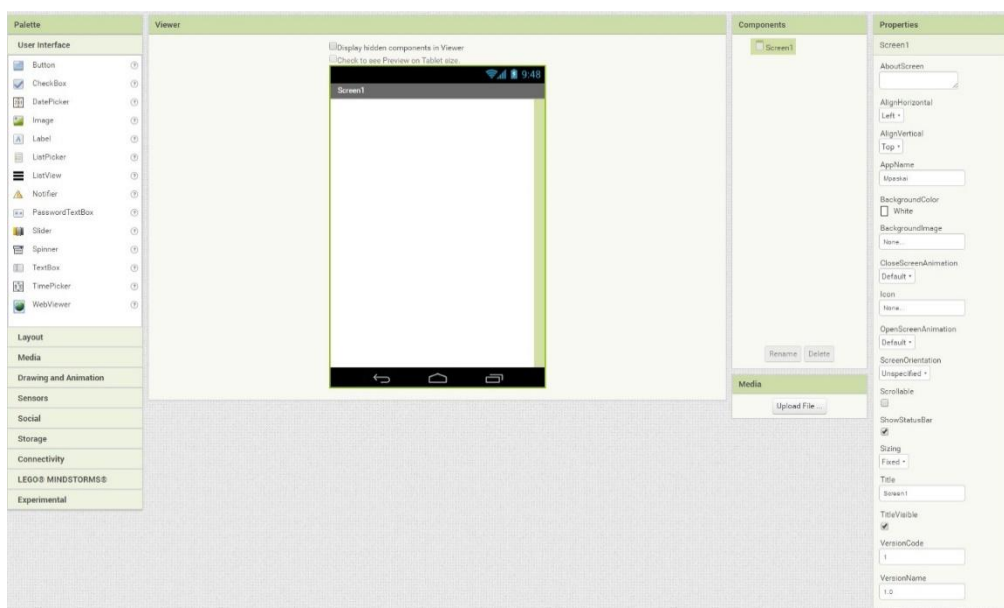 Palette
User Interface
Button
CheckBox
DatePicker
Image
Label
ListPicker
ListView
Notifier
PasswordTextBox
Slider
Spinner
TextBox
TimePicker
WebViewer
Layout
Media
Drawing and Animation
Sensors
Social
Storage
Connectivity
LEGO® MINDSTORMS®
Experimental
Viewer
Display hidden components in Viewer
Check to see Preview on Tablet size.
9:48
Screen1
Components
Screen1
Rename Delete
Media
Upload File ...
Properties
Screen1
AboutScreen
AlignHorizontal
Left
AlignVertical
Top
AppName
BackgroundColor
White
BackgroundImage
None...
CloseScreenAnimation
Default
Icon
None...
OpenScreenAnimation
Default
ScreenOrientation
Unspecified
Scrollable
ShowStatusBar
Sizing
Fixed
Title
Screen1
TitleVisible
VersionCode
1
VersionName
1.0